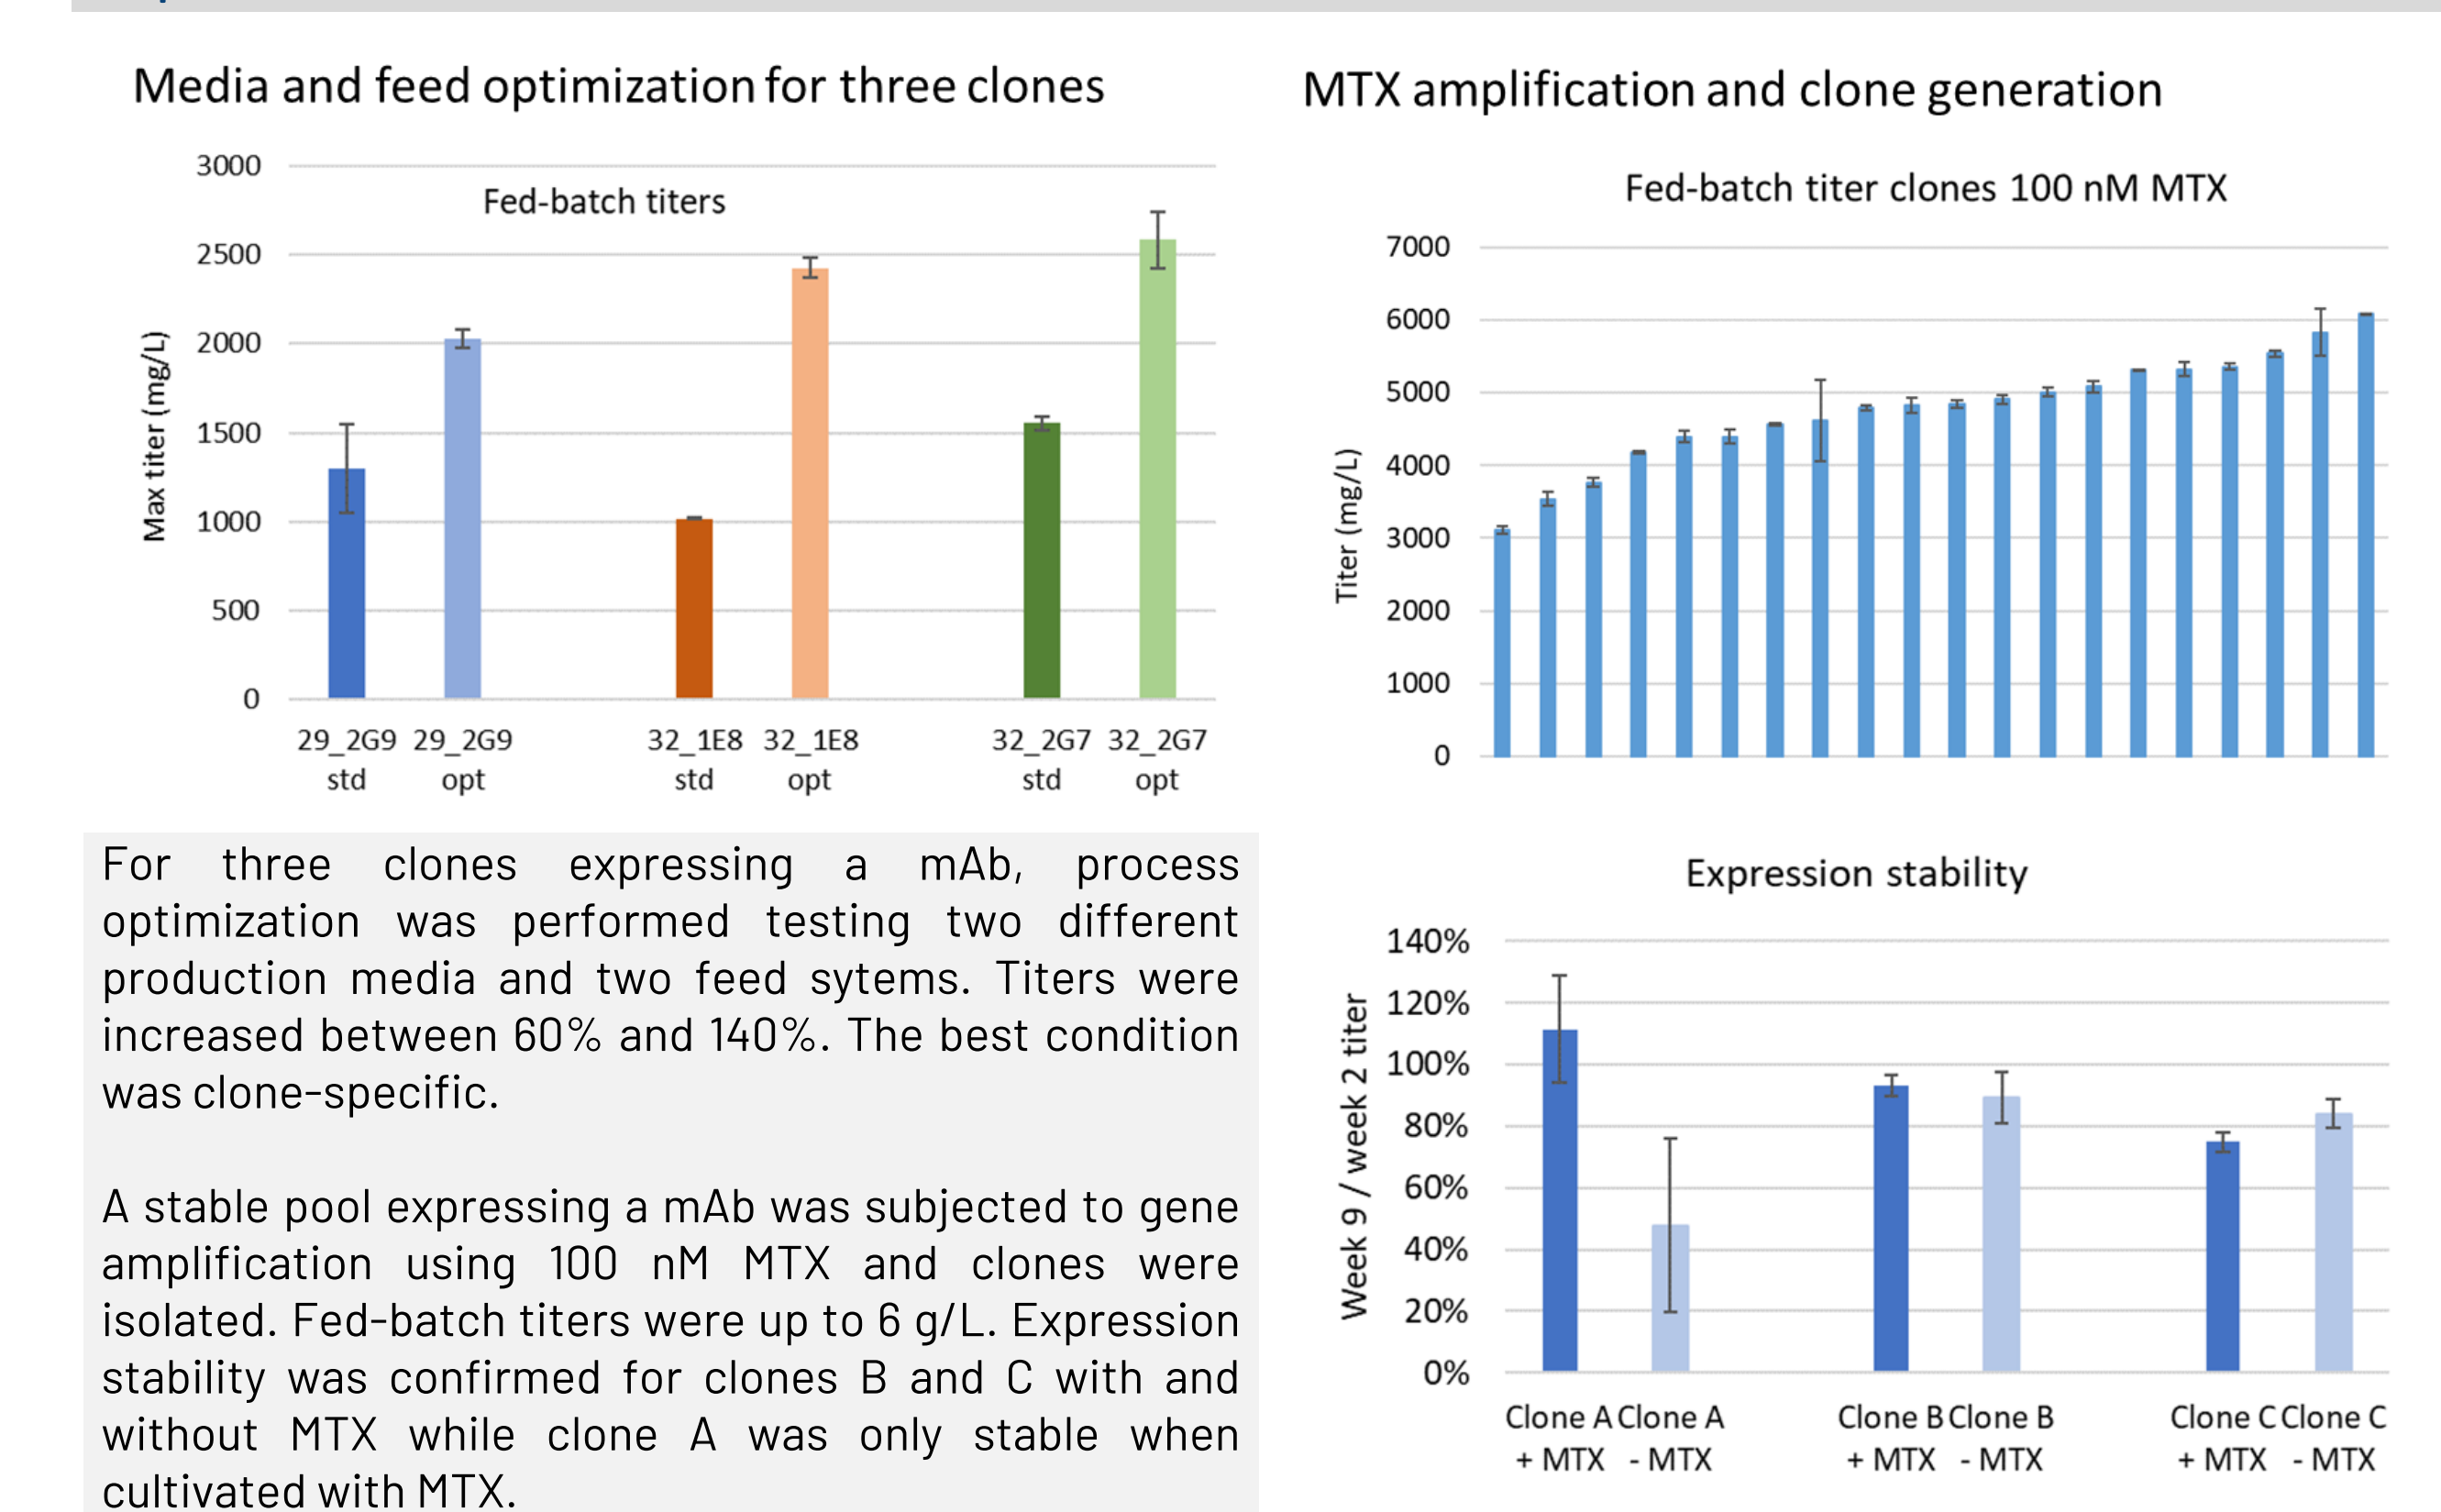 Media and feed optimization for three clones
3000
2500
2000
1500
1000
500
0
Max titer (mg/L)
Fed-batch titers
29_2G9 29_2G9 32_1E8 32_1E8 32_2G7 32_2G7
std opt std opt std opt
For three clones expressing a mAb, process
optimization was performed testing two different
production media and two feed sytems. Titers were
increased between 60% and 140%. The best condition
was clone-specific.
A stable pool expressing a mAb was subjected to gene
amplification using 100 nM MTX and clones were
isolated. Fed-batch titers were up to 6 g/L. Expression
stability was confirmed for clones B and C with and
without MTX while clone A was only stable when
cultivated with MTX.
MTX amplification and clone generation
Fed-batch titer clones 100 nM MTX
7000
6000
5000
4000
3000
2000
1000
0
Titer (mg/L)
Expression stability
140%
120%
100%
80%
60%
40%
20%
0%
Week 9 / week 2 titer
Clone A Clone A Clone B Clone B Clone C Clone C
+ MTX - MTX + MTX - MTX + MTX - MTX